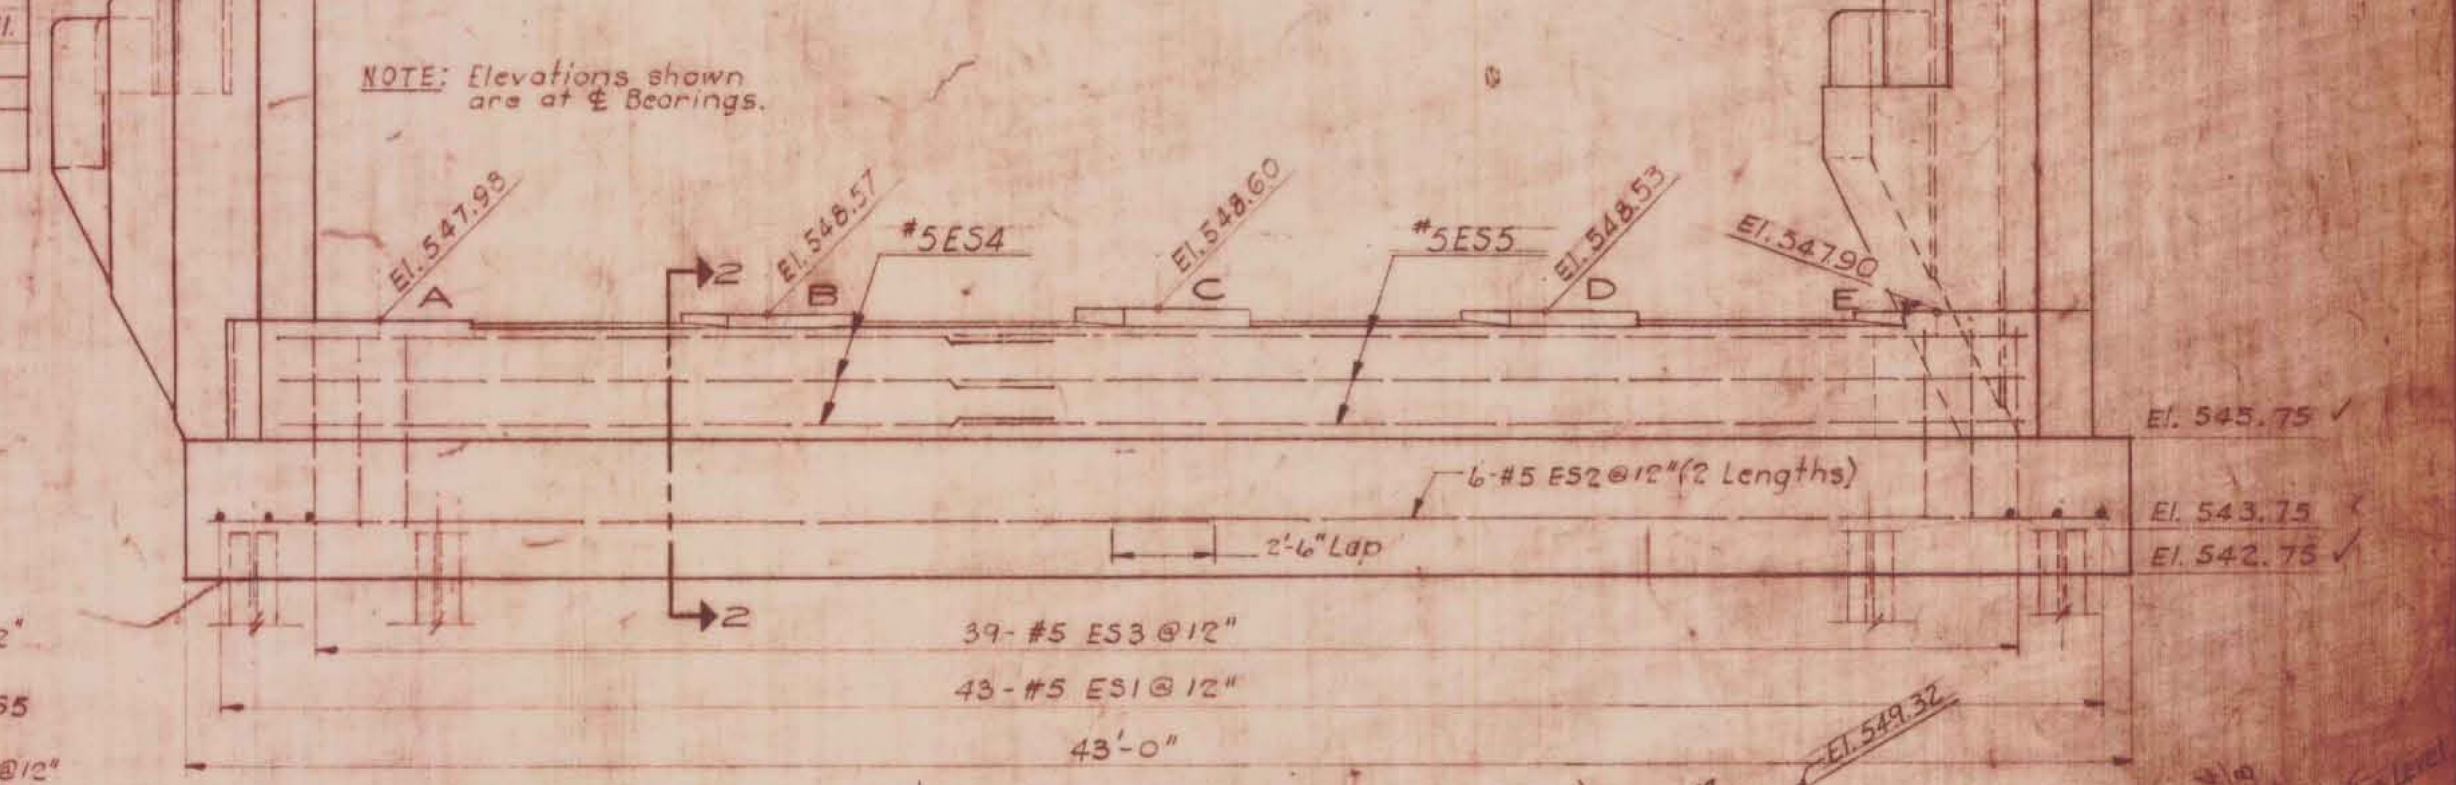 NOTE: Elevations shown
are at ℄ Bearings.
El. 547.98
El. 548.57
El. 548.60
El. 548.53
El. 547.90
#5ES4
#5ES5
A
B
C
D
E
2
El. 545.75 ✓
6-#5 ES2@12"(2 Lengths)
El. 543.75
2'-6" Lap
El. 542.75 ✓
2
39-#5 ES3@12"
43-#5 ES1@12"
43'-0"
El. 549.32
@12"